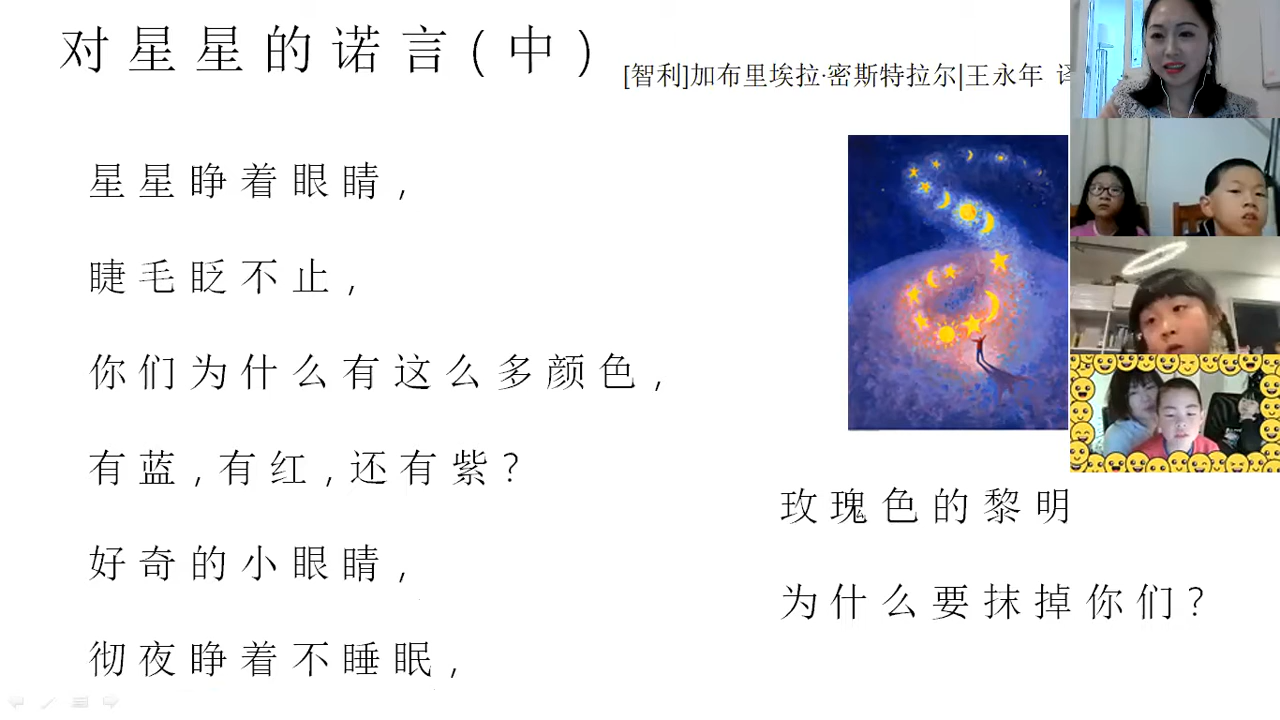 对星星的诺言(中)
[智利]加布里埃拉·密斯特拉尔|王永年 译
星星睁着眼睛,
睫毛眨不止,
你们为什么有这么多颜色,
有蓝,有红,还有紫?
好奇的小眼睛,
彻夜睁着不睡眠,
玫瑰色的黎明
为什么要抹掉你们?